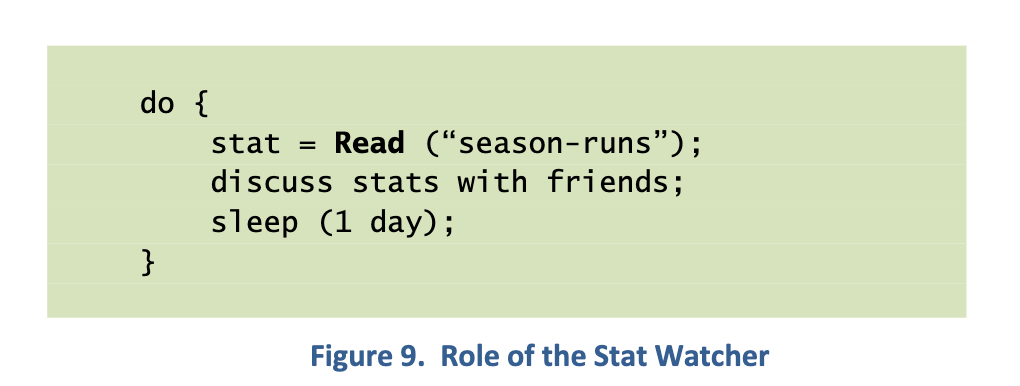 do {
stat = Read (“season-runs”);
discuss stats with friends;
sleep (1 day);
}
Figure 9. Role of the Stat Watcher